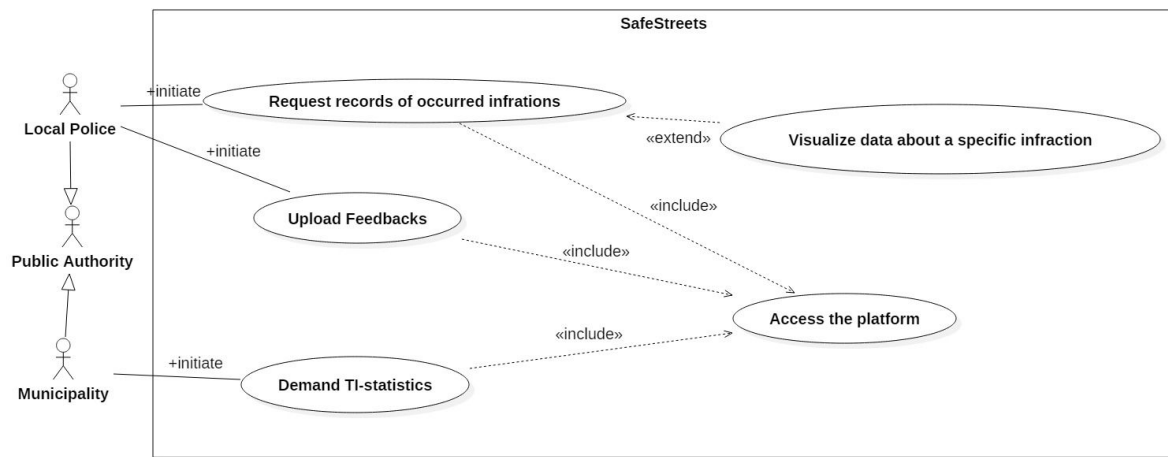 SafeStreets
+initiate
Request records of occurred infrations
Local Police
«extend»
Visualize data about a specific infraction
+initiate
«include»
Upload Feedbacks
«include»
Public Authority
Access the platform
«include»
+initiate
Municipality
Demand TI-statistics